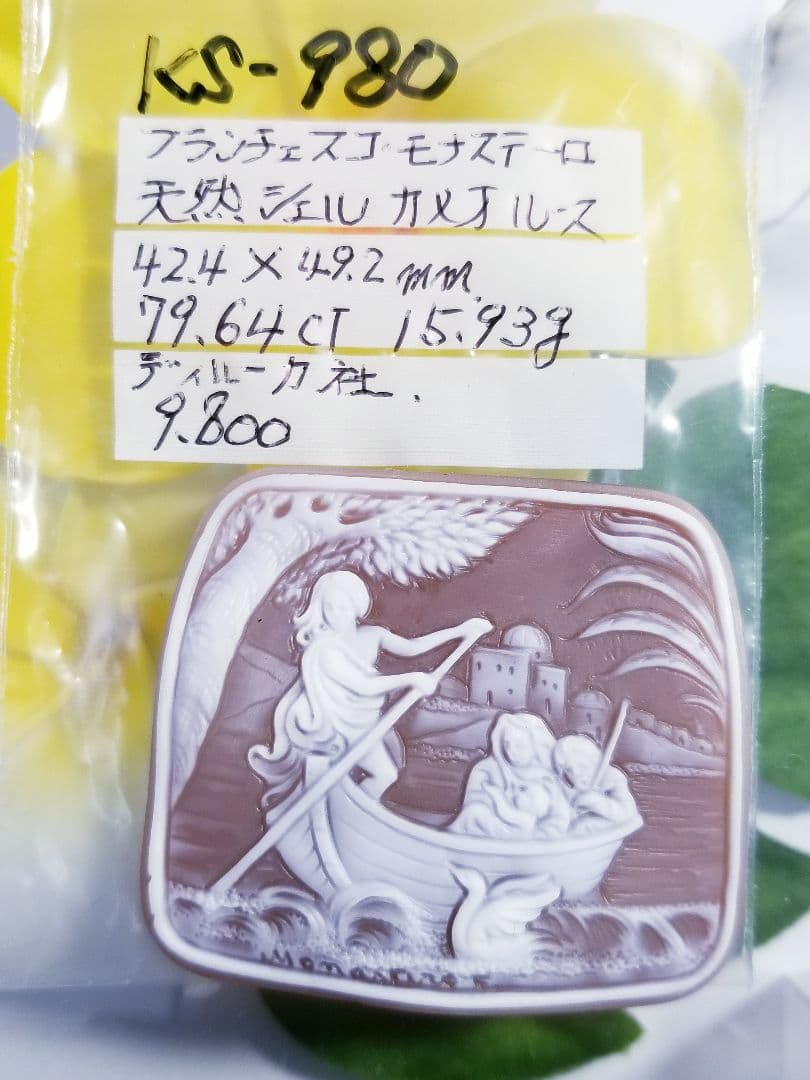 KS-980
フランチェスコ・モナステーロ
天然シェルカメオルース
42.4×49.2mm
79.64CT 15.93g
ディルーカ社.
9.800